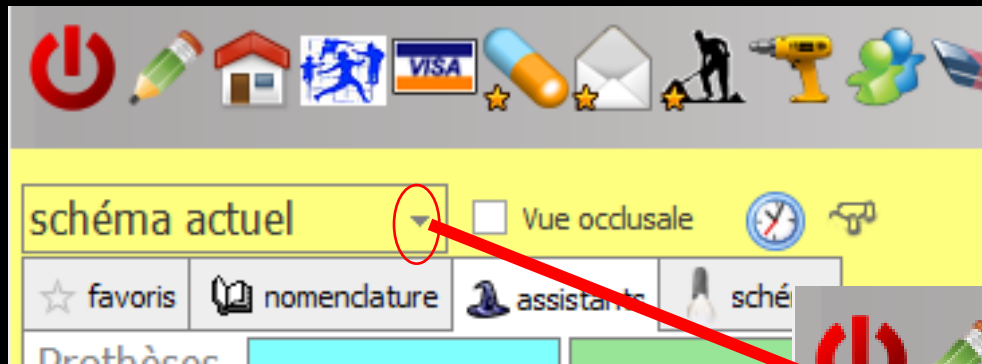 VISA
schéma actuel Vue occlusale
favoris nomenclature assistants
Prothèses